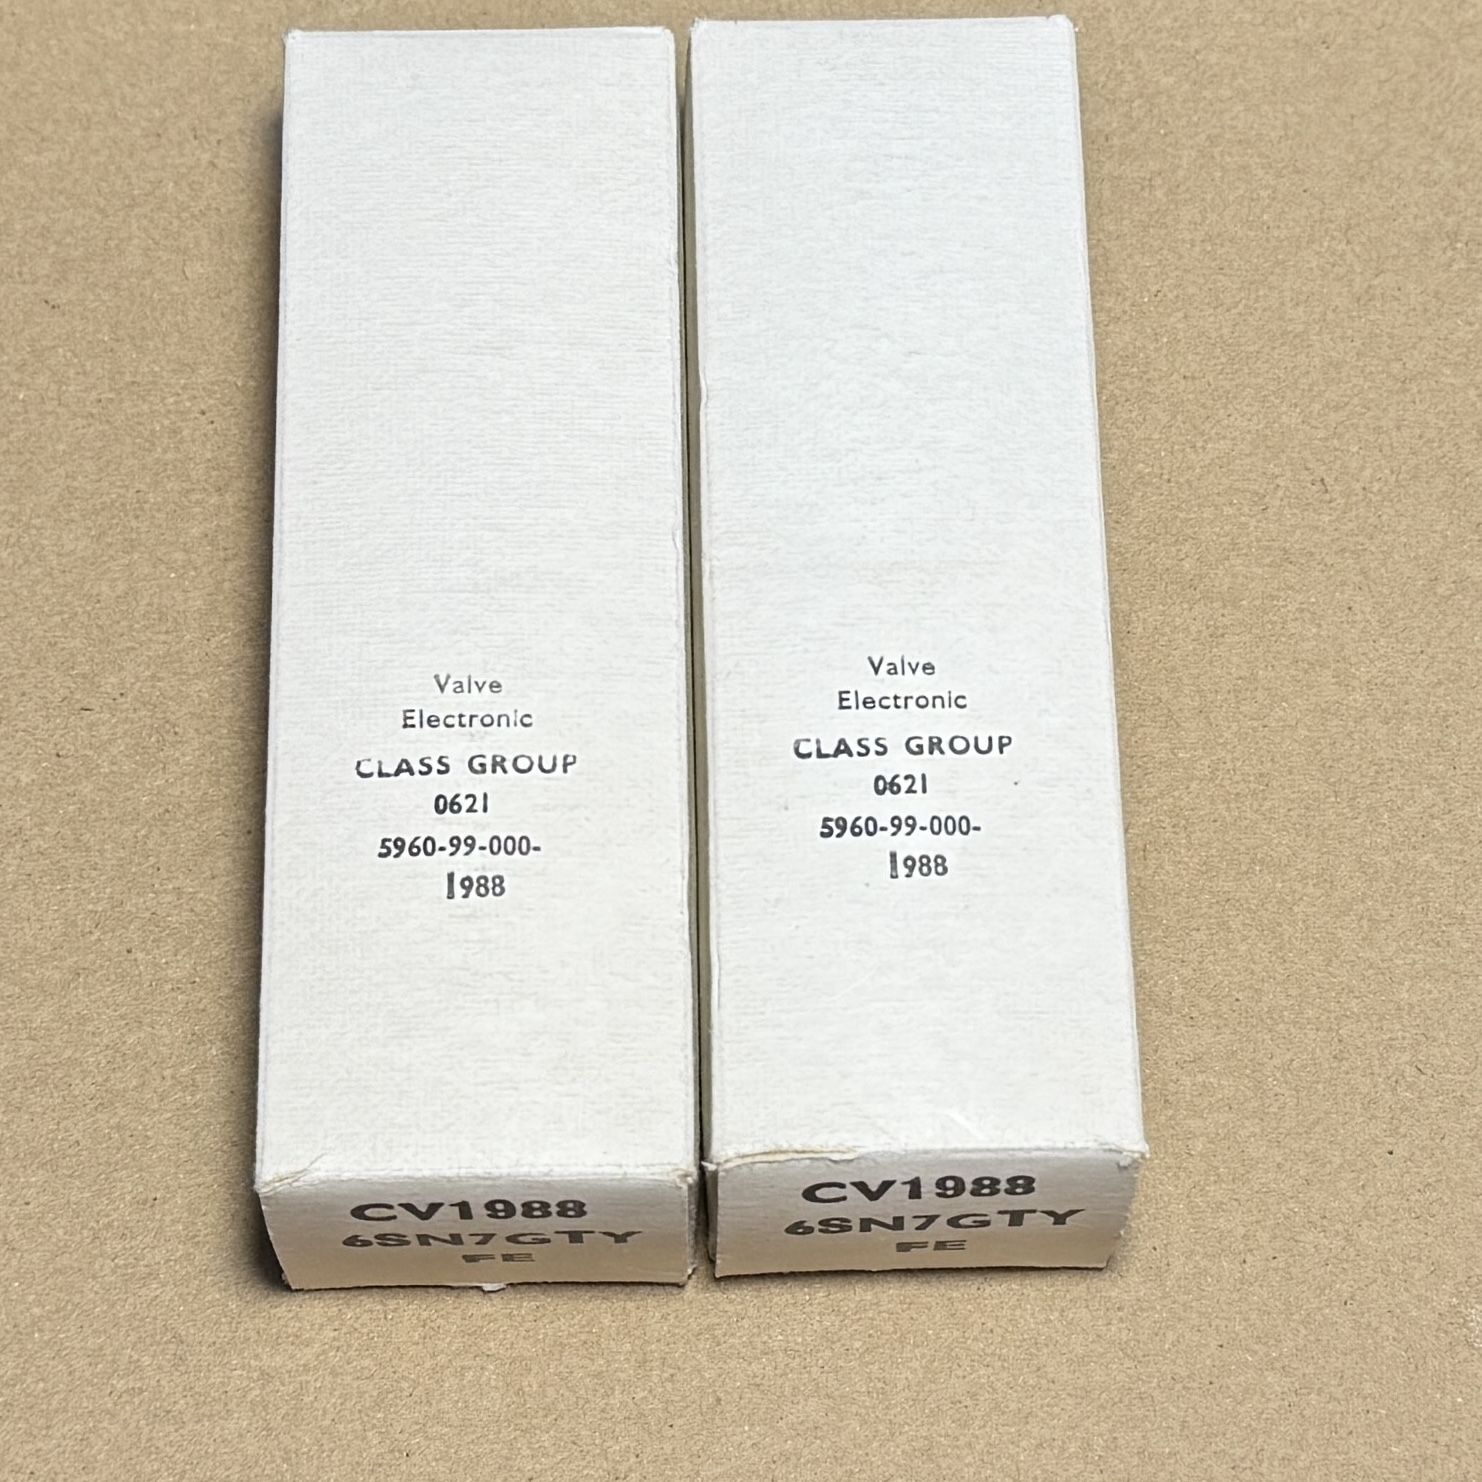 Valve
Electronic
CLASS GROUP
0621
5960-99-000-
1988
CV1988
6SN7GTY
FE
Valve
Electronic
CLASS GROUP
0621
5960-99-000-
1988
CV1988
6SN7GTY
FE